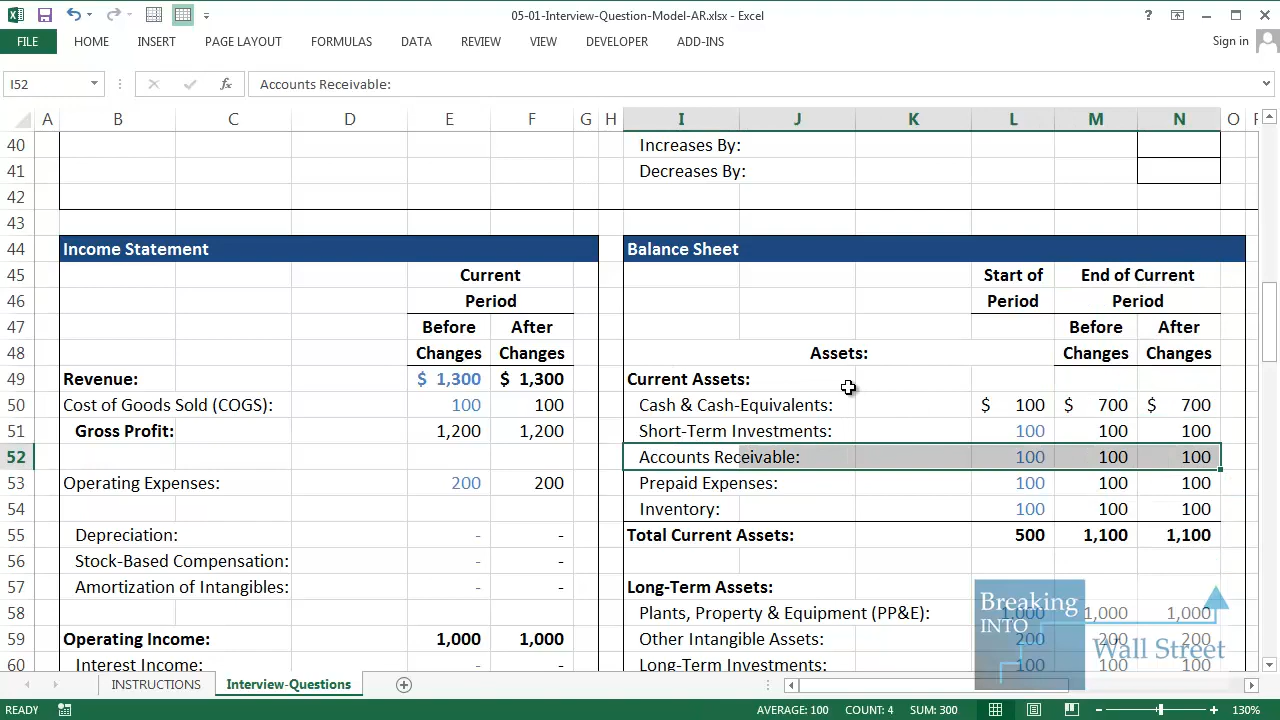 05-01-Interview-Question-Model-AR.xlsx - Excel
FILE HOME INSERT PAGE LAYOUT FORMULAS DATA REVIEW VIEW DEVELOPER ADD-INS Sign in
I52 fx Accounts Receivable:
A B C D E F G H I J K L M N O
40 Increases By:
41 Decreases By:
42
43
44 Income Statement Balance Sheet
45 Current Start of End of Current
46 Period Period Period
47 Before After Before After
48 Changes Changes Assets: Changes Changes
49 Revenue: $ 1,300 $ 1,300 Current Assets:
50 Cost of Goods Sold (COGS): 100 100 Cash & Cash-Equivalents: $ 100 $ 700 $ 700
51 Gross Profit: 1,200 1,200 Short-Term Investments: 100 100 100
52 Accounts Receivable: 100 100 100
53 Operating Expenses: 200 200 Prepaid Expenses: 100 100 100
54 Inventory: 100 100 100
55 Depreciation: - - Total Current Assets: 500 1,100 1,100
56 Stock-Based Compensation: - -
57 Amortization of Intangibles: - - Long-Term Assets:
58 Plants, Property & Equipment (PP&E): 1,000 1,000 1,000
59 Operating Income: 1,000 1,000 Other Intangible Assets: 200 200 200
60 Interest Income: - - Long-Term Investments: 100 100 100
Breaking
INTO
Wall Street
INSTRUCTIONS Interview-Questions
READY AVERAGE: 100 COUNT: 4 SUM: 300 130%